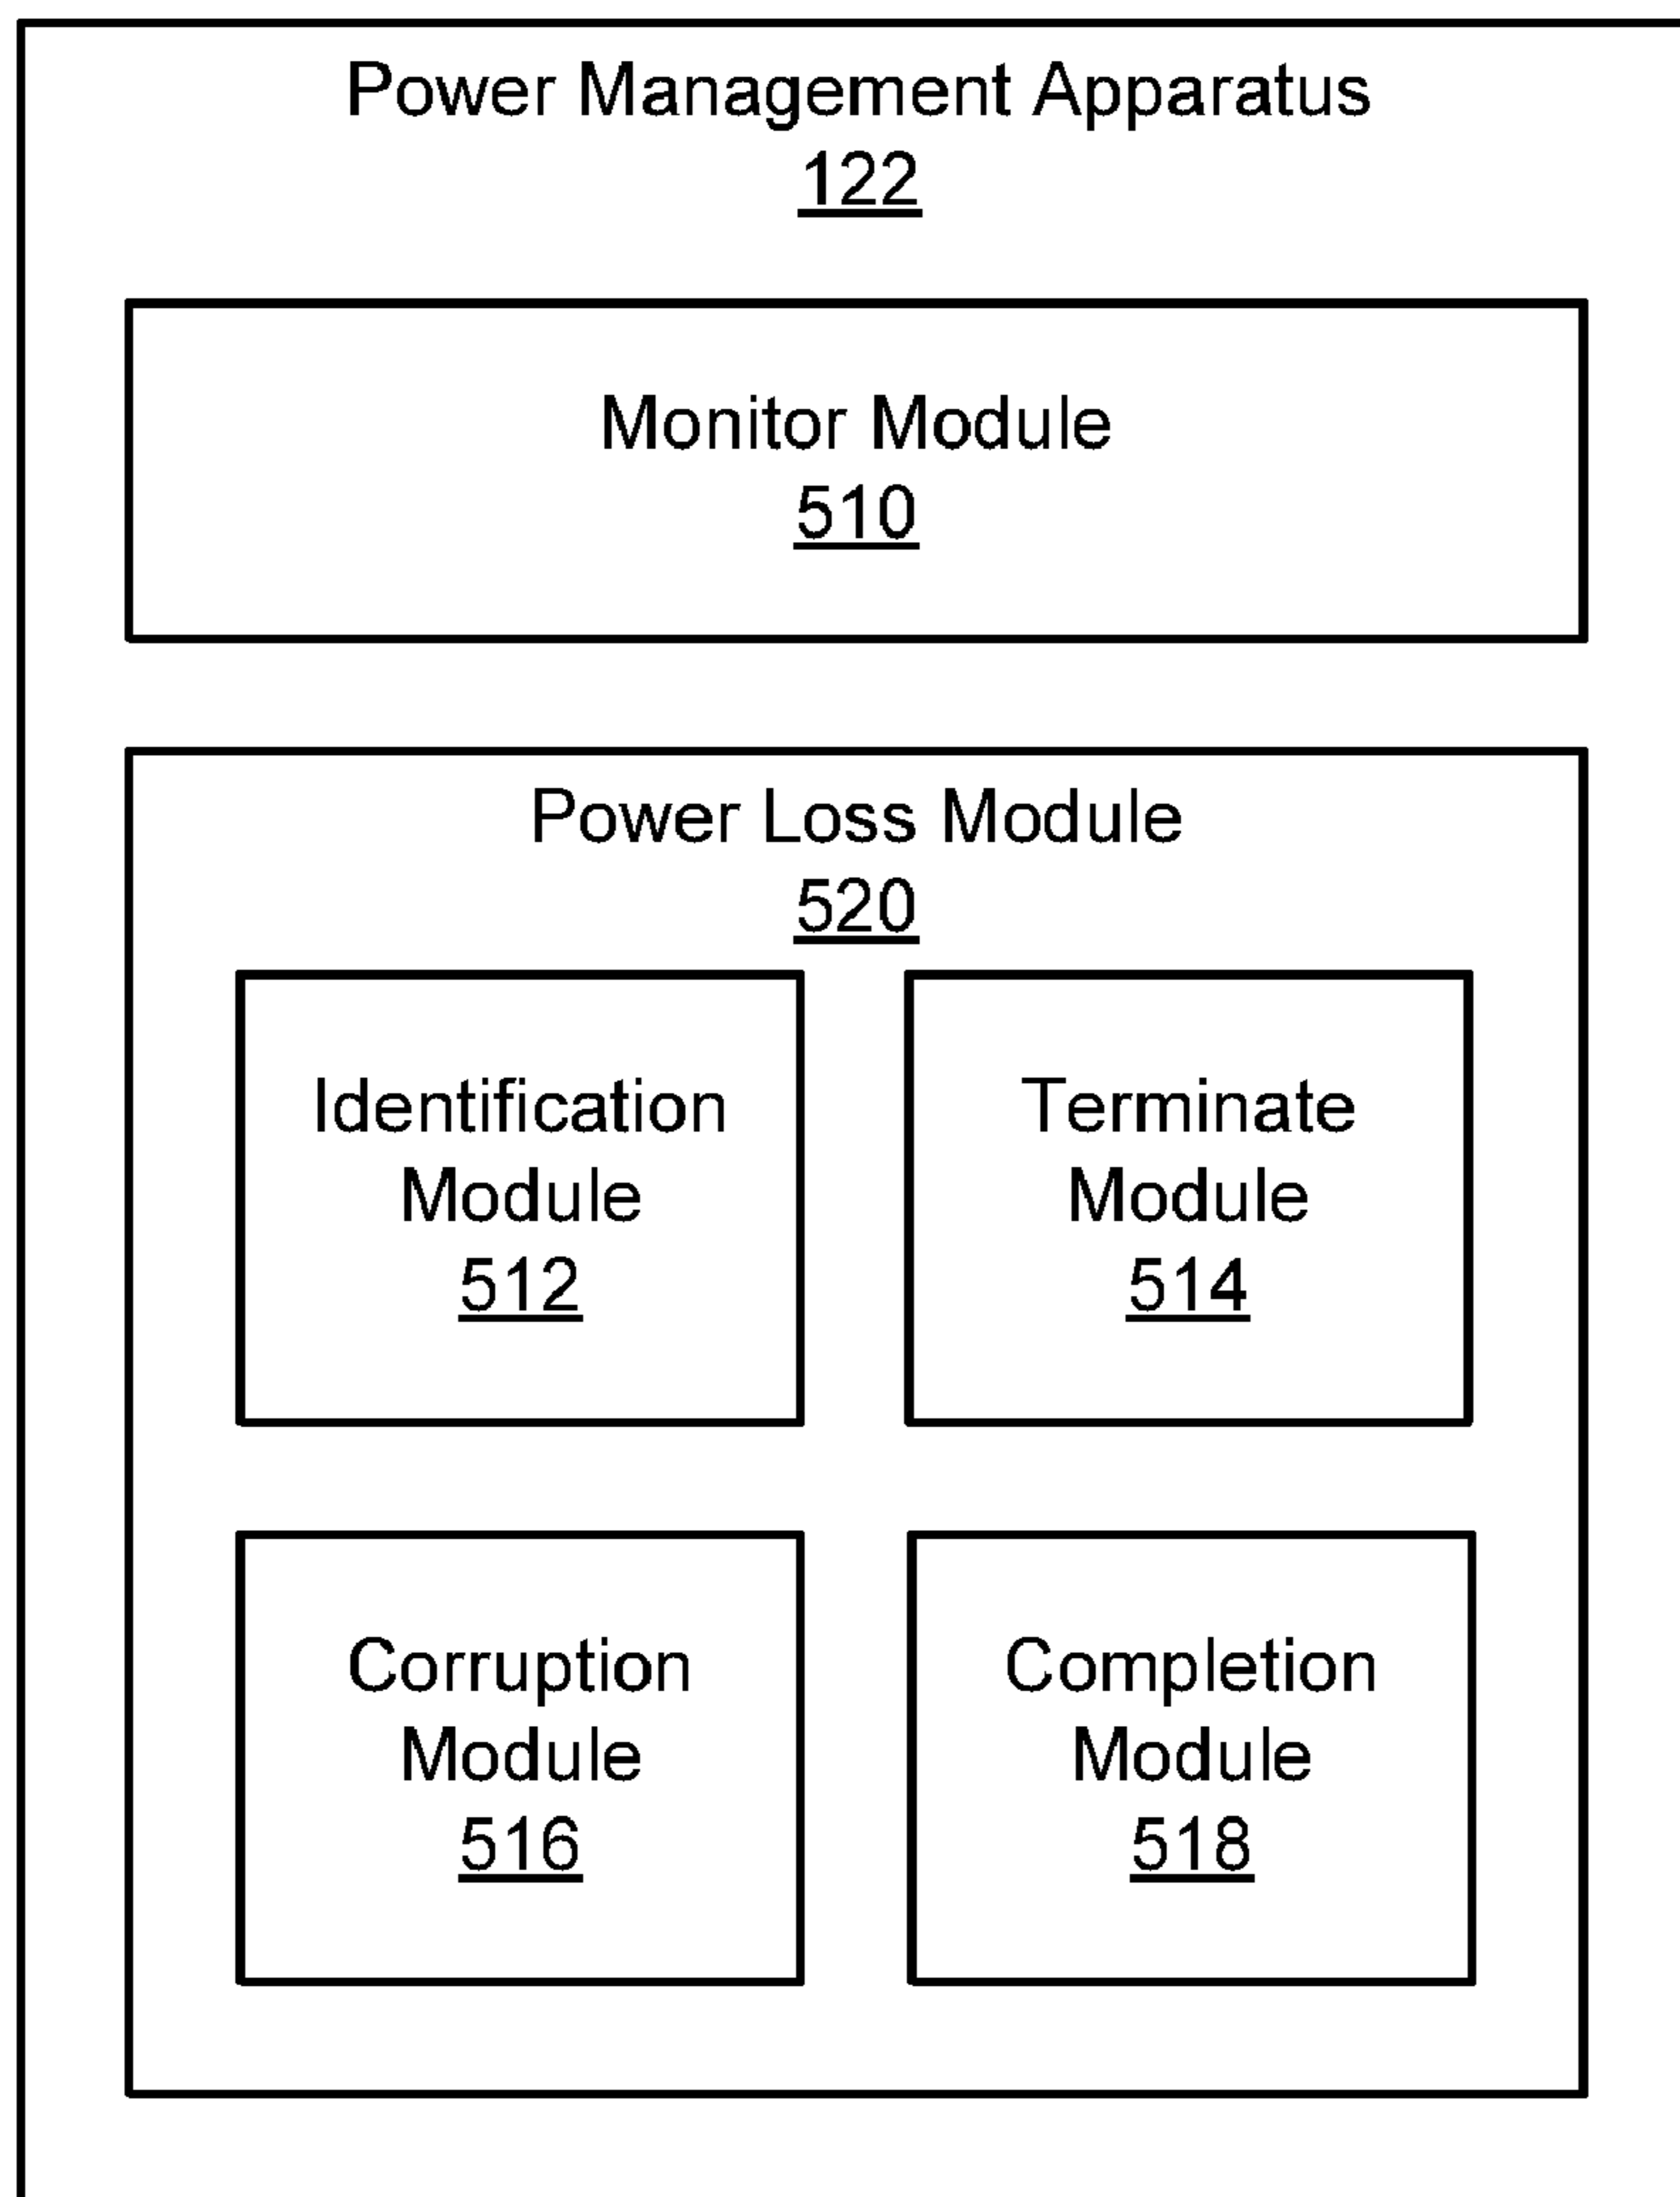 Power Management Apparatus
122
Monitor Module
510
Power Loss Module
520
Identification
Module
512
Terminate
Module
514
Corruption
Module
516
Completion
Module
518